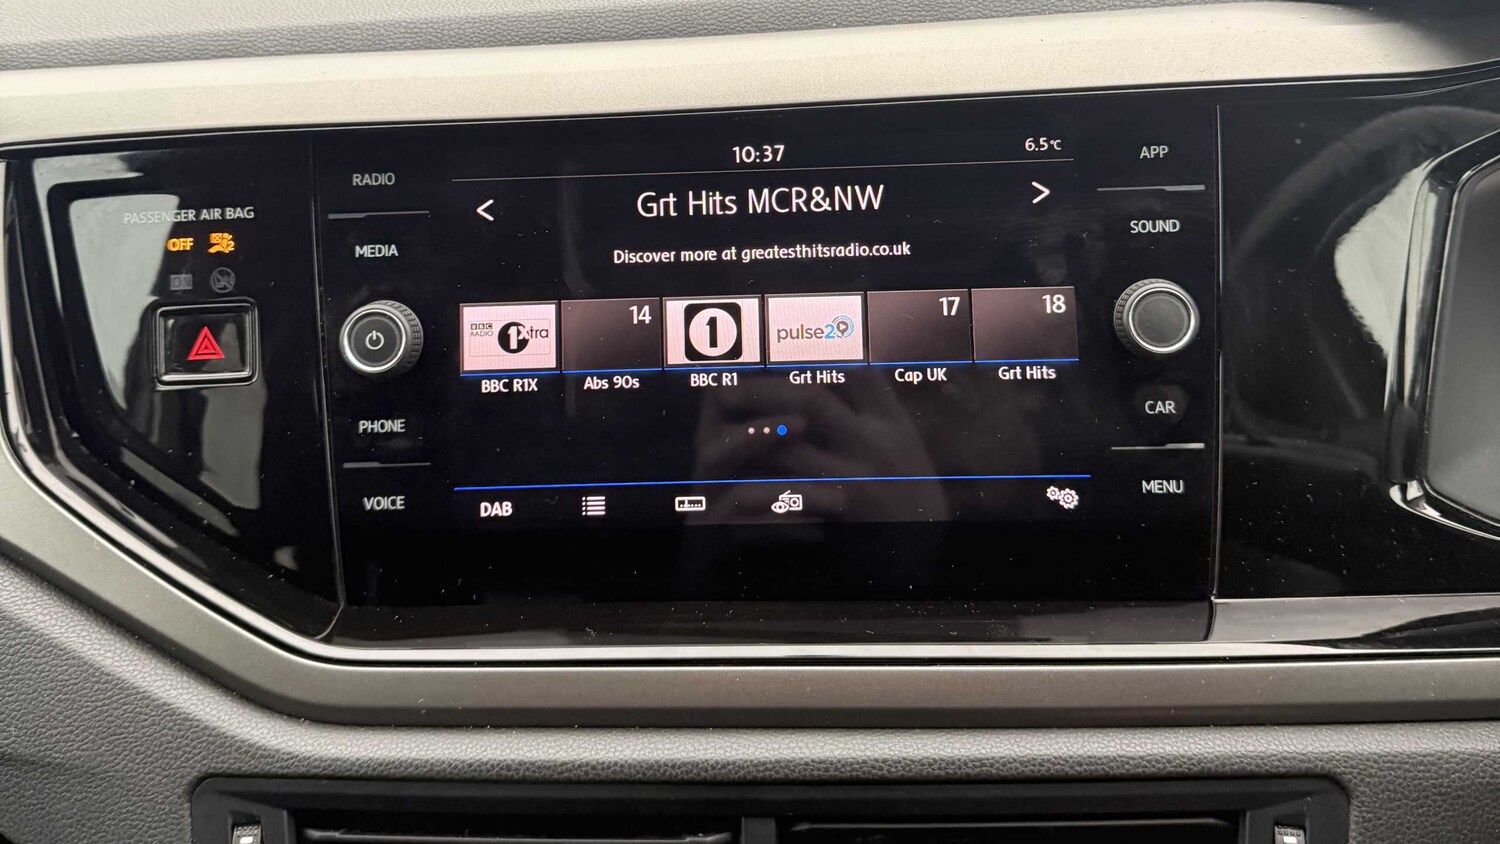 10:37
6.5°C
APP
RADIO
Grt Hits MCR&NW
PASSENGER AIR BAG
SOUND
OFF
MEDIA
Discover more at greatesthitsradio.co.uk
ON
BBC
RADIO
1Xtra
14
1
pulse2
17
18
BBC R1X
Abs 90s
BBC R1
Grt Hits
Cap UK
Grt Hits
CAR
PHONE
VOICE
DAB
MENU